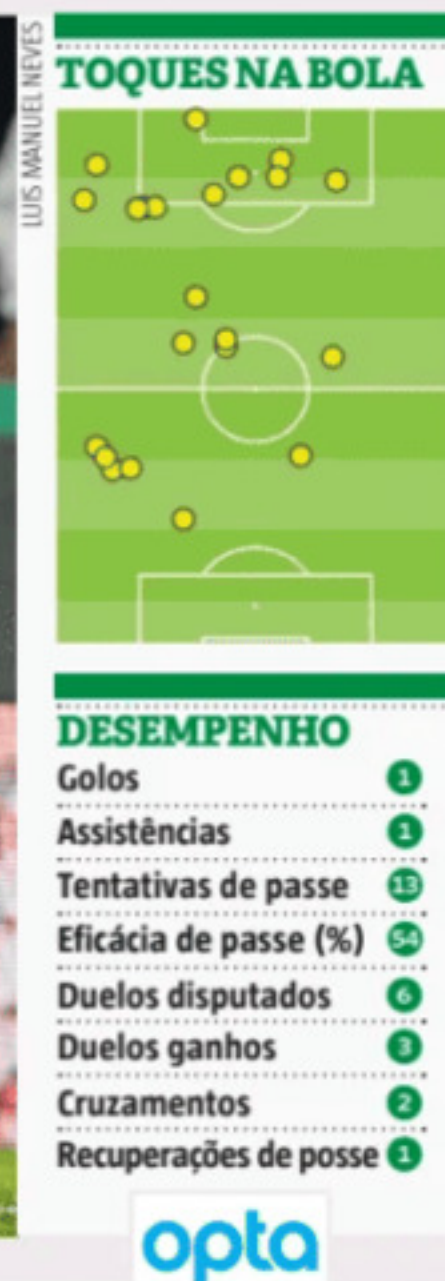 LUIS MANUEL NEVES
TOQUES NA BOLA
DESEMPENHO
Golos 1
Assistências 1
Tentativas de passe 13
Eficácia de passe (%) 54
Duelos disputados 6
Duelos ganhos 3
Cruzamentos 2
Recuperações de posse 1
opta